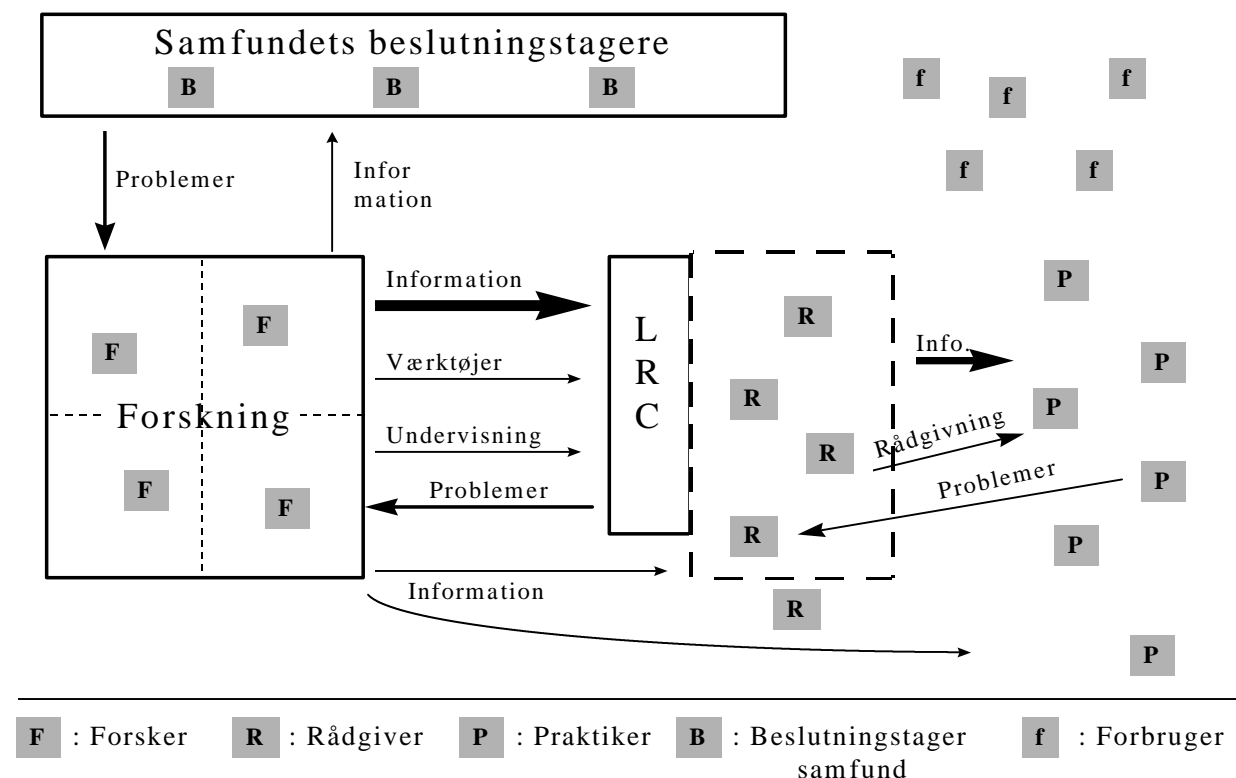 Samfundets beslutningstagere
B B B
f f f
f f
Problemer
Infor
mation
Information
Værktøjer
Undervisning
Problemer
Information
F F
Forskning
F F
L
R
C
R
R
R
R
R
Info.
Rådgivning
Problemer
P
P
P
P
P
P
F : Forsker R : Rådgiver P : Praktiker B : Beslutningstager f : Forbruger
samfund